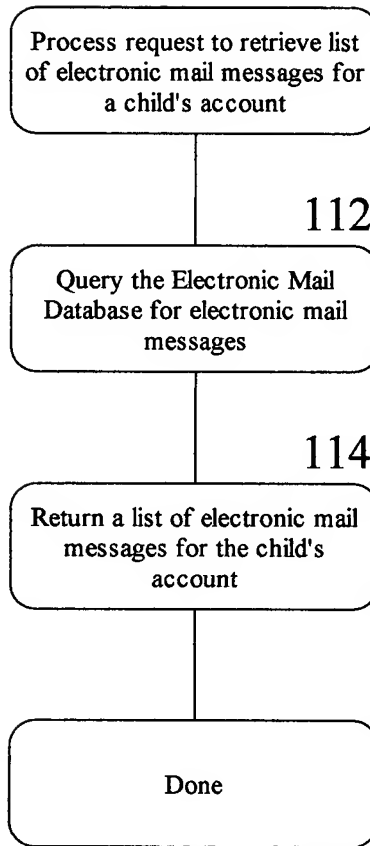 Process request to retrieve list
of electronic mail messages for
a child's account
112
Query the Electronic Mail
Database for electronic mail
messages
114
Return a list of electronic mail
messages for the child's
account
Done